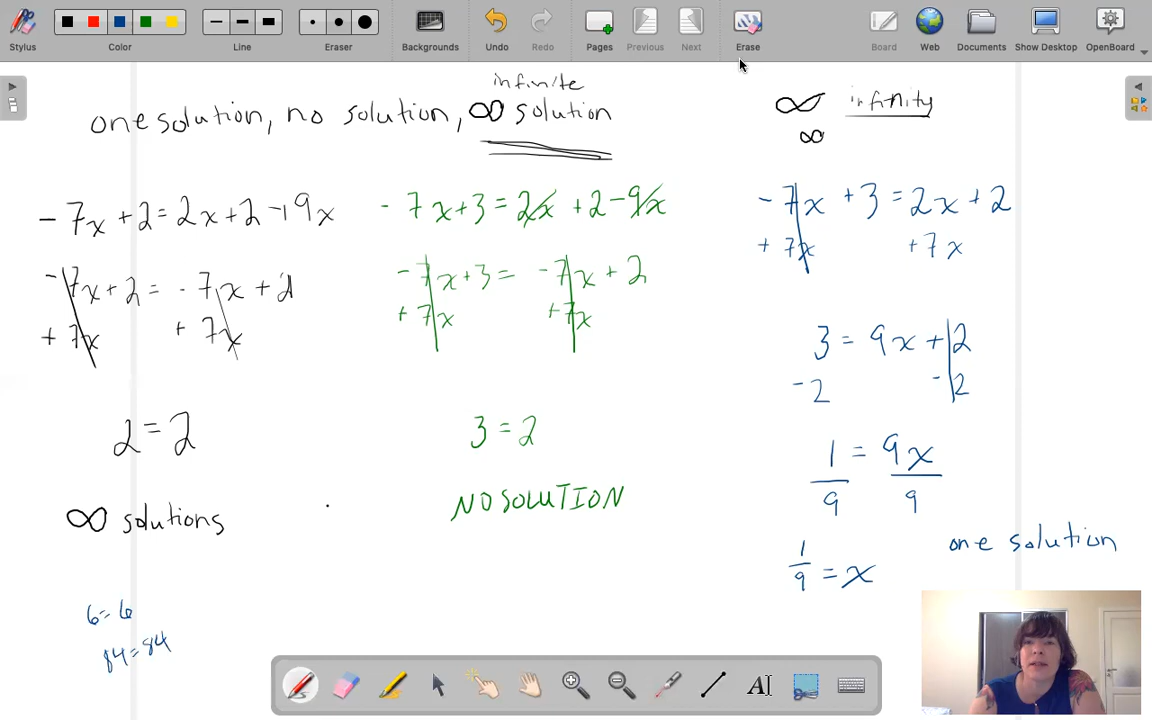 Stylus Color Line Eraser Backgrounds Undo Redo Pages Previous Next Erase Board Web Documents Show Desktop OpenBoard
infinite
one solution, no solution, ∞ solution
∞ infinity
∞
-7x+2=2x+2-9x
-7x+2= -7x+2
+7x +7x
2=2
∞ solutions
6=6
84=84
-7x+3=2x+2-9x
-7x+3= -7x+2
+7x +7x
3=2
NO SOLUTION
-7x+3=2x+2
+7x +7x
3=9x+2
-2 -2
1=9x
9 9
1/9=x
one solution